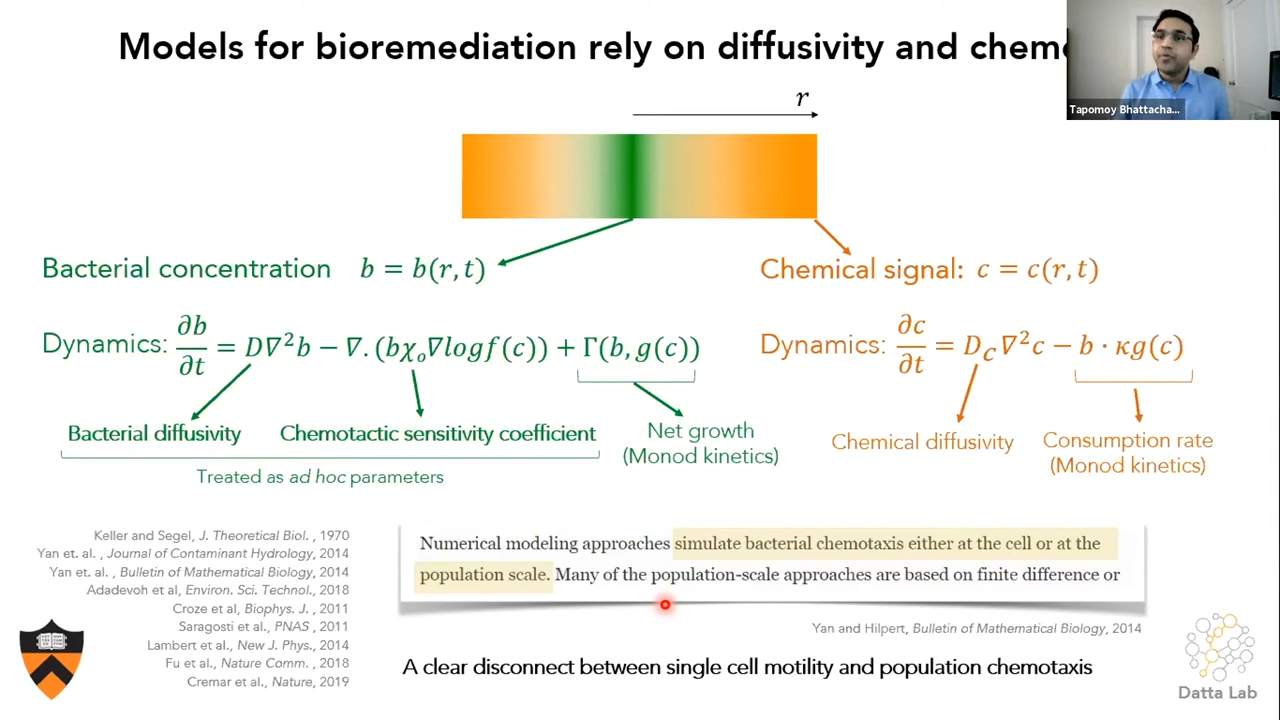 Models for bioremediation rely on diffusivity and chem
Tapomoy Bhattacha...
r
Bacterial concentration b = b(r, t)
Chemical signal: c = c(r, t)
Dynamics: ∂b/∂t = D∇²b − ∇.(bχₒ∇logf(c)) + Γ(b, g(c))
Dynamics: ∂c/∂t = D_C∇²c − b · κg(c)
Bacterial diffusivity
Chemotactic sensitivity coefficient
Net growth
(Monod kinetics)
Treated as ad hoc parameters
Chemical diffusivity
Consumption rate
(Monod kinetics)
Keller and Segel, J. Theoretical Biol. , 1970
Yan et. al. , Journal of Contaminant Hydrology, 2014
Yan et. al. , Bulletin of Mathematical Biology, 2014
Adadevoh et al, Environ. Sci. Technol., 2018
Croze et al, Biophys. J. , 2011
Saragosti et al., PNAS , 2011
Lambert et al., New J. Phys., 2014
Fu et al., Nature Comm. , 2018
Cremar et al., Nature, 2019
Numerical modeling approaches simulate bacterial chemotaxis either at the cell or at the
population scale. Many of the population-scale approaches are based on finite difference or
Yan and Hilpert, Bulletin of Mathematical Biology, 2014
A clear disconnect between single cell motility and population chemotaxis
Datta Lab